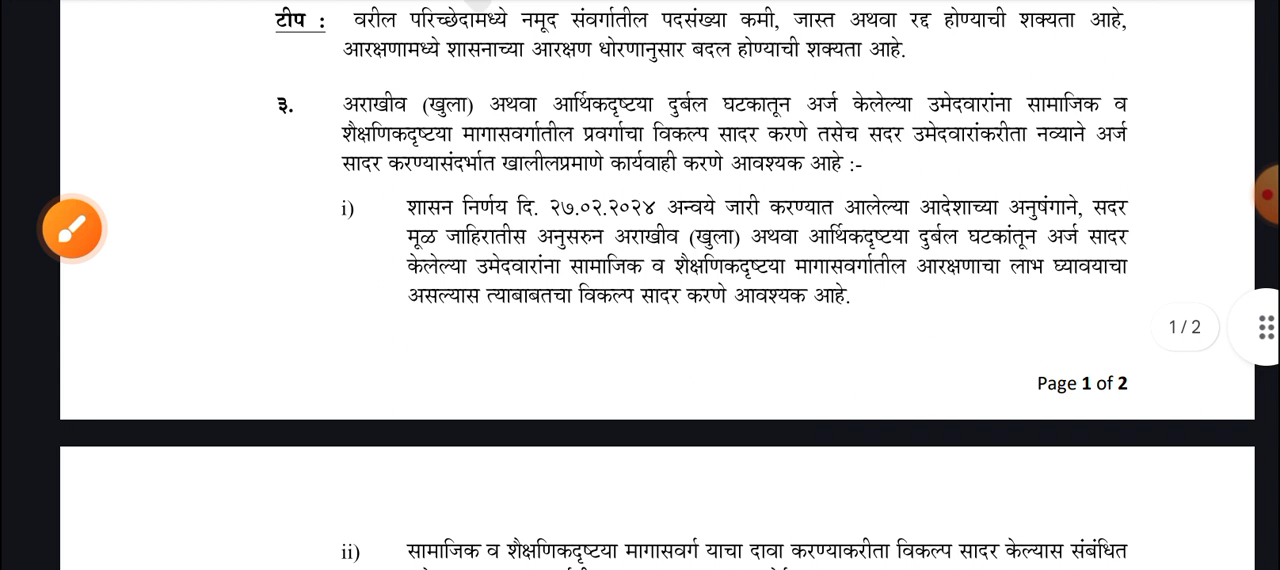 टीप : वरील परिच्छेदामध्ये नमूद संवर्गातील पदसंख्या कमी, जास्त अथवा रद्द होण्याची शक्यता आहे,
आरक्षणामध्ये शासनाच्या आरक्षण धोरणानुसार बदल होण्याची शक्यता आहे.
३. अराखीव (खुला) अथवा आर्थिकदृष्टया दुर्बल घटकातून अर्ज केलेल्या उमेदवारांना सामाजिक व
शैक्षणिकदृष्टया मागासवर्गातील प्रवर्गाचा विकल्प सादर करणे तसेच सदर उमेदवारांकरीता नव्याने अर्ज
सादर करण्यासंदर्भात खालीलप्रमाणे कार्यवाही करणे आवश्यक आहे :-
i) शासन निर्णय दि. २७.०२.२०२४ अन्वये जारी करण्यात आलेल्या आदेशाच्या अनुषंगाने, सदर
मूळ जाहिरातीस अनुसरुन अराखीव (खुला) अथवा आर्थिकदृष्टया दुर्बल घटकांतून अर्ज सादर
केलेल्या उमेदवारांना सामाजिक व शैक्षणिकदृष्टया मागासवर्गातील आरक्षणाचा लाभ घ्यावयाचा
असल्यास त्याबाबतचा विकल्प सादर करणे आवश्यक आहे.
1 / 2
Page 1 of 2
ii) सामाजिक व शैक्षणिकदृष्टया मागासवर्ग याचा दावा करण्याकरीता विकल्प सादर केल्यास संबंधित